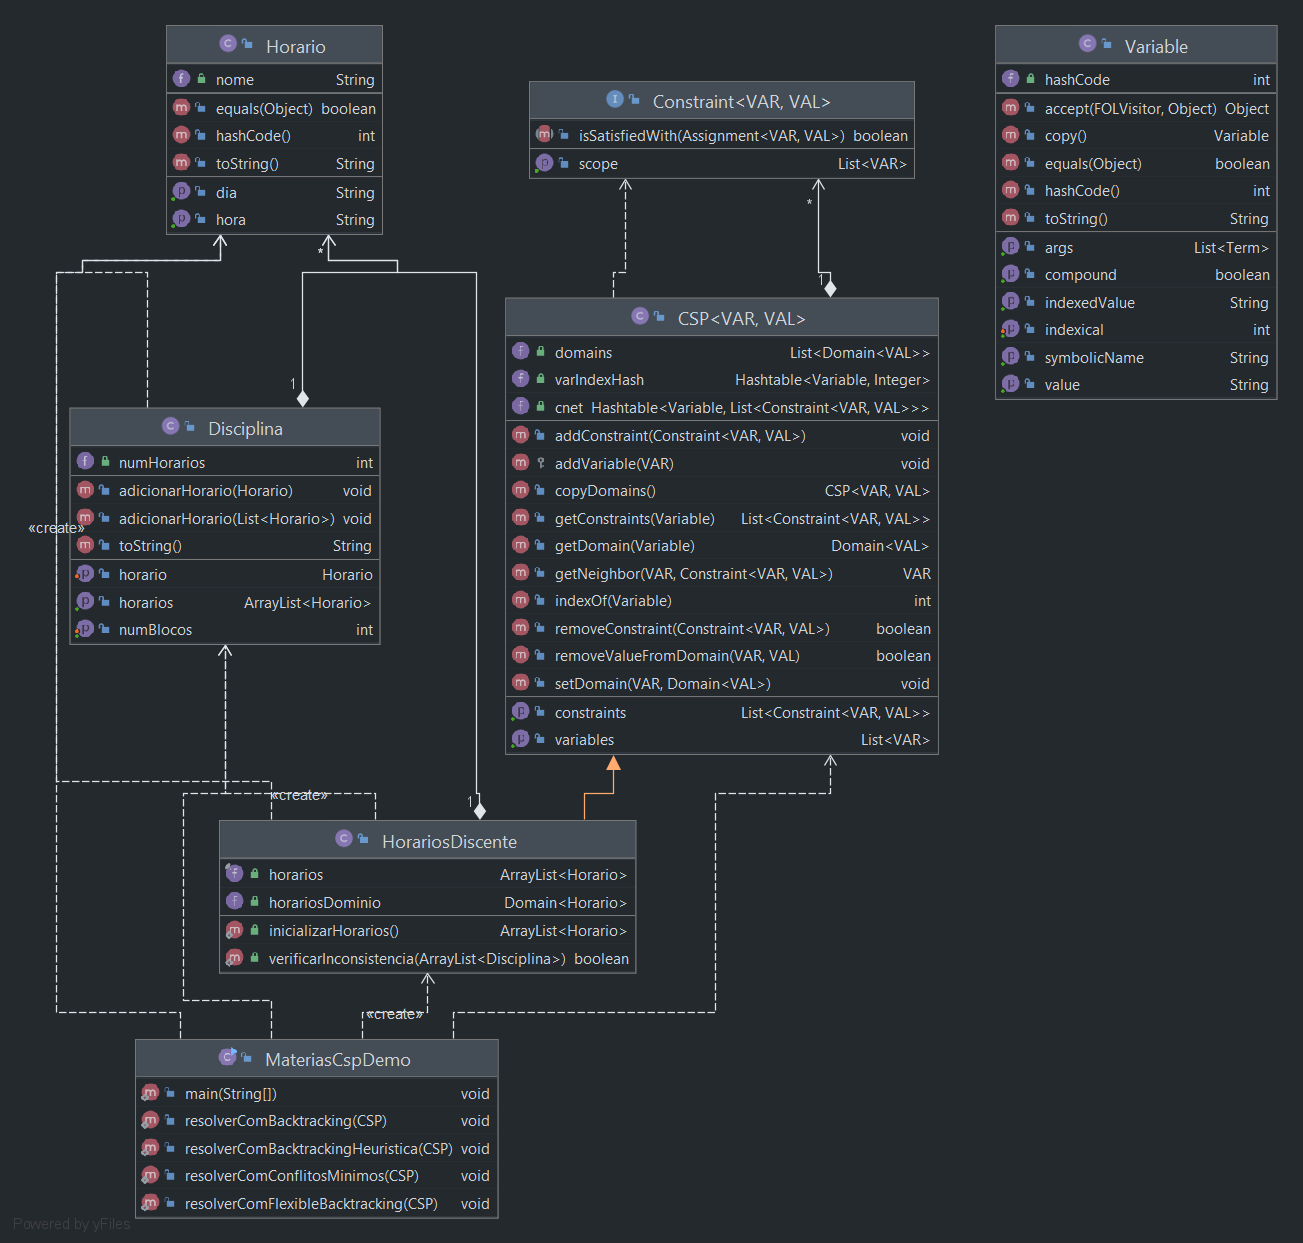 Horario
nome String
equals(Object) boolean
hashCode() int
toString() String
dia String
hora String
Constraint<VAR, VAL>
isSatisfiedWith(Assignment<VAR, VAL>) boolean
scope List<VAR>
Variable
hashCode int
accept(FOLVisitor, Object) Object
copy() Variable
equals(Object) boolean
hashCode() int
toString() String
args List<Term>
compound boolean
indexedValue String
indexical int
symbolicName String
value String
*
*
1
1
CSP<VAR, VAL>
domains List<Domain<VAL>>
varIndexHash Hashtable<Variable, Integer>
cnet Hashtable<Variable, List<Constraint<VAR, VAL>>>
addConstraint(Constraint<VAR, VAL>) void
addVariable(VAR) void
copyDomains() CSP<VAR, VAL>
getConstraints(Variable) List<Constraint<VAR, VAL>>
getDomain(Variable) Domain<VAL>
getNeighbor(VAR, Constraint<VAR, VAL>) VAR
indexOf(Variable) int
removeConstraint(Constraint<VAR, VAL>) boolean
removeValueFromDomain(VAR, VAL) boolean
setDomain(VAR, Domain<VAL>) void
constraints List<Constraint<VAR, VAL>>
variables List<VAR>
Disciplina
numHorarios int
adicionarHorario(Horario) void
adicionarHorario(List<Horario>) void
toString() String
horario Horario
horarios ArrayList<Horario>
numBlocos int
«create»
«create»
1
HorariosDiscente
horarios ArrayList<Horario>
horariosDominio Domain<Horario>
inicializarHorarios() ArrayList<Horario>
verificarInconsistencia(ArrayList<Disciplina>) boolean
«create»
MateriasCspDemo
main(String[]) void
resolverComBacktracking(CSP) void
resolverComBacktrackingHeuristica(CSP) void
resolverComConflitosMinimos(CSP) void
resolverComFlexibleBacktracking(CSP) void
Powered by yFiles